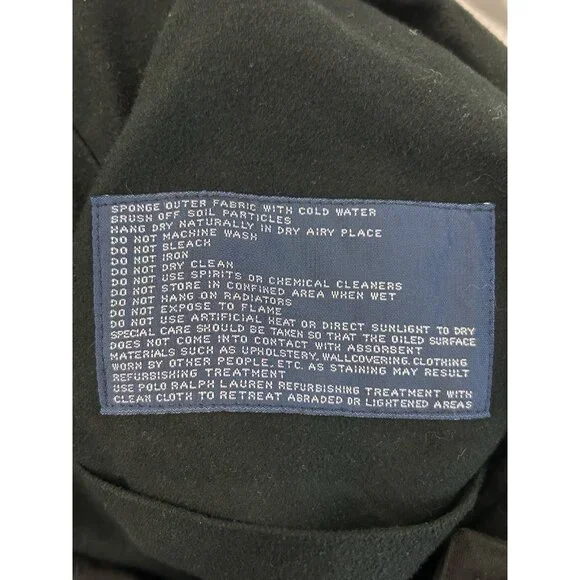 SPONGE OUTER FABRIC WITH COLD WATER
BRUSH OFF SOIL PARTICLES
HANG DRY NATURALLY IN DRY AIRY PLACE
DO NOT MACHINE WASH
DO NOT BLEACH
DO NOT IRON
DO NOT DRY CLEAN
DO NOT USE SPIRITS OR CHEMICAL CLEANERS
DO NOT STORE IN CONFINED AREA WHEN WET
DO NOT HANG ON RADIATORS
DO NOT EXPOSE TO FLAME
DO NOT USE ARTIFICIAL HEAT OR DIRECT SUNLIGHT TO DRY
SPECIAL CARE SHOULD BE TAKEN SO THAT THE OILED SURFACE
DOES NOT COME INTO CONTACT WITH ABSORBENT
MATERIALS SUCH AS UPHOLSTERY, WALLCOVERING, CLOTHING
WORN BY OTHER PEOPLE, ETC. AS STAINING MAY RESULT
REFURBISHING TREATMENT
USE POLO RALPH LAUREN REFURBISHING TREATMENT WITH
CLEAN CLOTH TO RETREAT ABRADED OR LIGHTENED AREAS